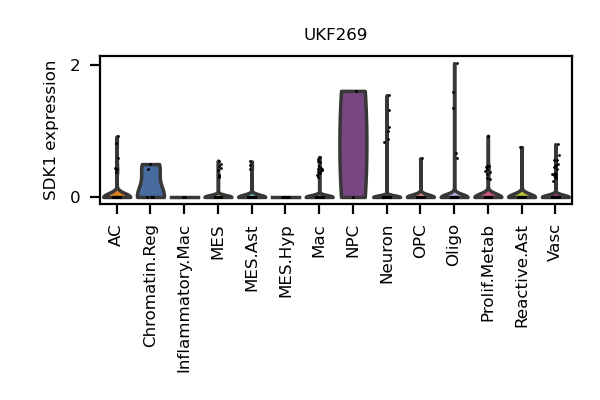 UKF269
SDK1 expression
2
0
AC
Chromatin.Reg
Inflammatory.Mac
MES
MES.Ast
MES.Hyp
Mac
NPC
Neuron
OPC
Oligo
Prolif.Metab
Reactive.Ast
Vasc